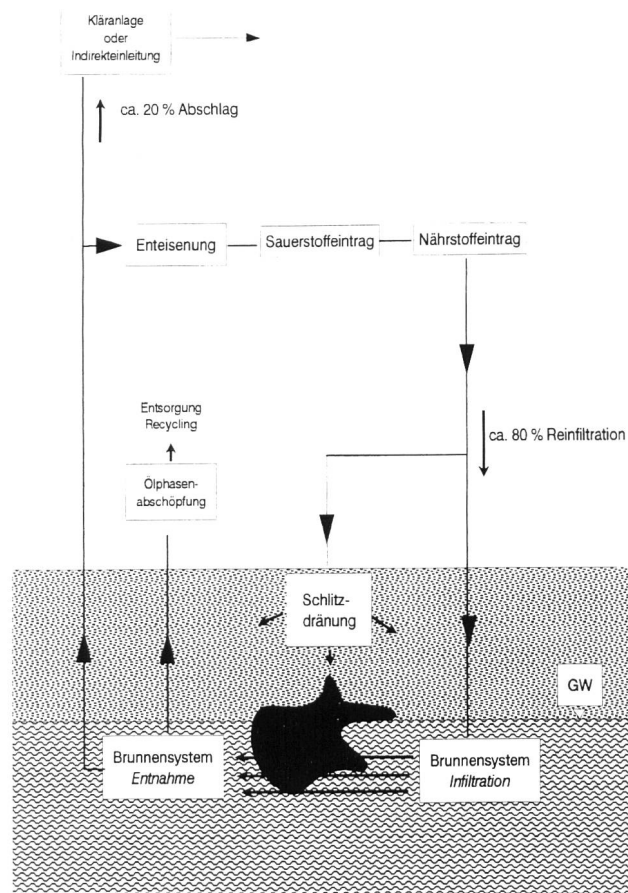 Kläranlage
oder
Indirekteinleitung
ca. 20 % Abschlag
Enteisenung
Sauerstoffeintrag
Nährstoffeintrag
Entsorgung
Recycling
ca. 80 % Reinfiltration
Ölphasen-
abschöpfung
Schlitz-
dränung
GW
Brunnensystem
Entnahme
Brunnensystem
Infiltration